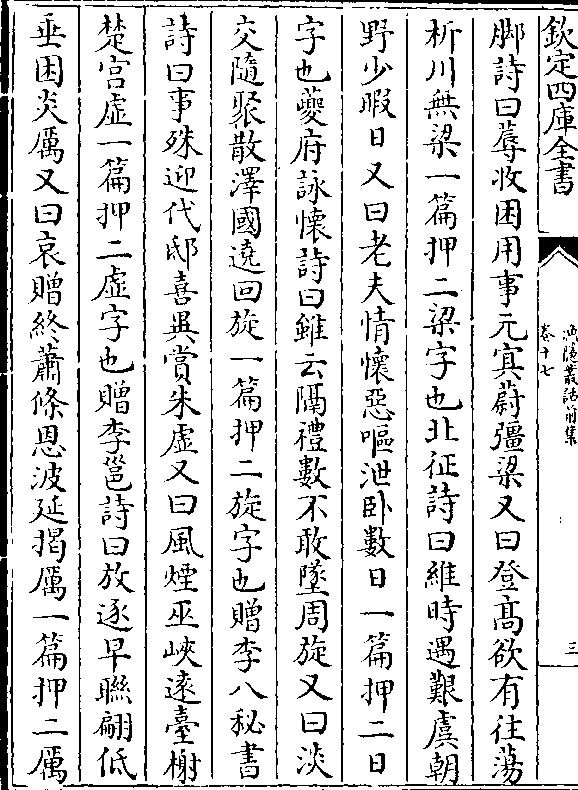 欽定四庫全書
漁隱叢話前集
卷十七
三
脚詩曰蓐收困用事元冥蔚彊梁又曰登髙欲有往蕩
析川無梁一篇押二梁字也北征詩曰維時遇艱虞朝
野少暇日又曰老夫情懷惡嘔泄卧數日一篇押二日
字也夔府詠懷詩曰雖云隔禮數不敢墜周旋又曰淡
交隨聚散澤國遶回旋一篇押二旋字也贈李八秘書
詩曰事殊迎代邸喜異賞朱虛又曰風煙巫峽逺臺榭
楚宫虛一篇押二虛字也贈李邕詩曰放逐早聯翩低
垂困炎厲又曰哀贈終蕭條恩波延掲厲一篇押二厲